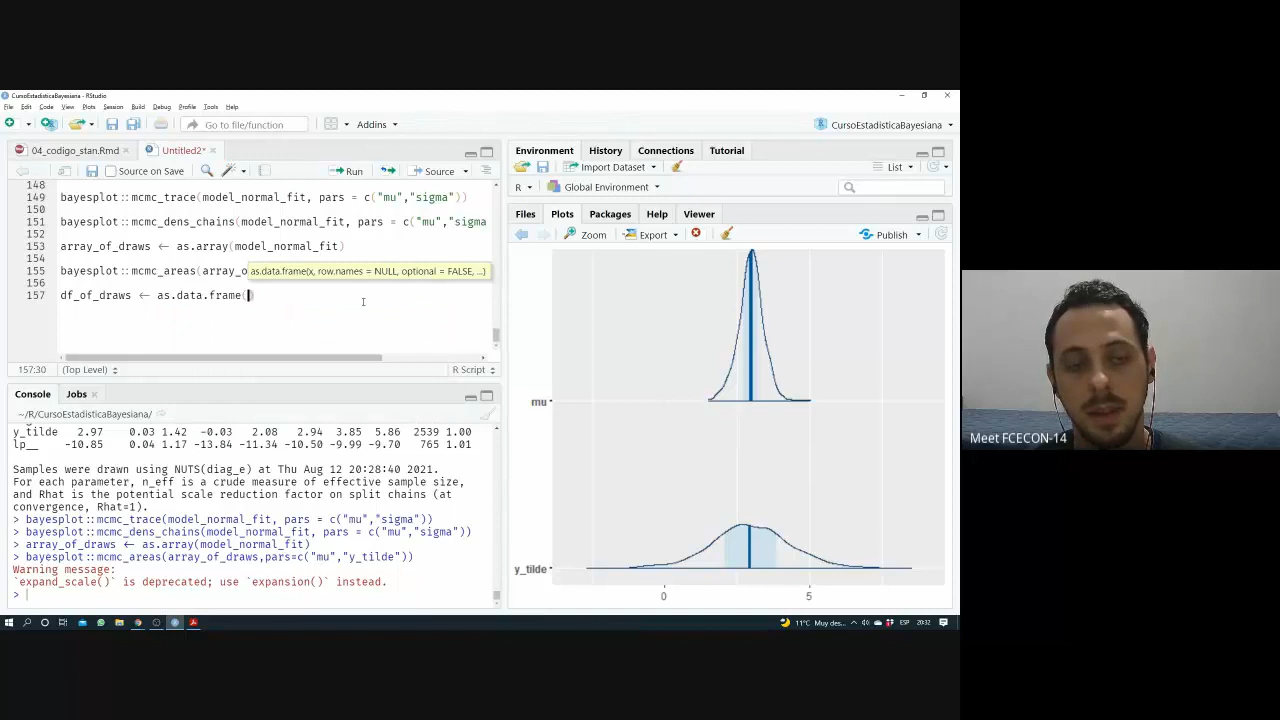 CursoEstadisticaBayesiana - RStudio
File Edit Code View Plots Session Build Debug Profile Tools Help
Go to file/function
Addins
CursoEstadisticaBayesiana
04_codigo_stan.Rmd
Untitled2*
Source on Save
Run
Source
148
149 bayesplot::mcmc_trace(model_normal_fit, pars = c("mu","sigma"))
150
151 bayesplot::mcmc_dens_chains(model_normal_fit, pars = c("mu","sigma
152
153 array_of_draws ← as.array(model_normal_fit)
154
155 bayesplot::mcmc_areas(array_o
as.data.frame(x, row.names = NULL, optional = FALSE, ...)
156
157 df_of_draws ← as.data.frame()
157:30 (Top Level) R Script
Console Jobs
~/R/CursoEstadisticaBayesiana/
y_tilde 2.97 0.03 1.42 -0.03 2.08 2.94 3.85 5.86 2539 1.00
lp__ -10.85 0.04 1.17 -13.84 -11.34 -10.50 -9.99 -9.70 765 1.01
Samples were drawn using NUTS(diag_e) at Thu Aug 12 20:28:40 2021.
For each parameter, n_eff is a crude measure of effective sample size,
and Rhat is the potential scale reduction factor on split chains (at
convergence, Rhat=1).
> bayesplot::mcmc_trace(model_normal_fit, pars = c("mu","sigma"))
> bayesplot::mcmc_dens_chains(model_normal_fit, pars = c("mu","sigma"))
> array_of_draws ← as.array(model_normal_fit)
> bayesplot::mcmc_areas(array_of_draws,pars=c("mu","y_tilde"))
Warning message:
`expand_scale()` is deprecated; use `expansion()` instead.
>
Environment History Connections Tutorial
Import Dataset
List
R Global Environment
Files Plots Packages Help Viewer
Zoom Export Publish
mu
y_tilde
0 5
11°C Muy des... ESP 20:32
Meet FCECON-14